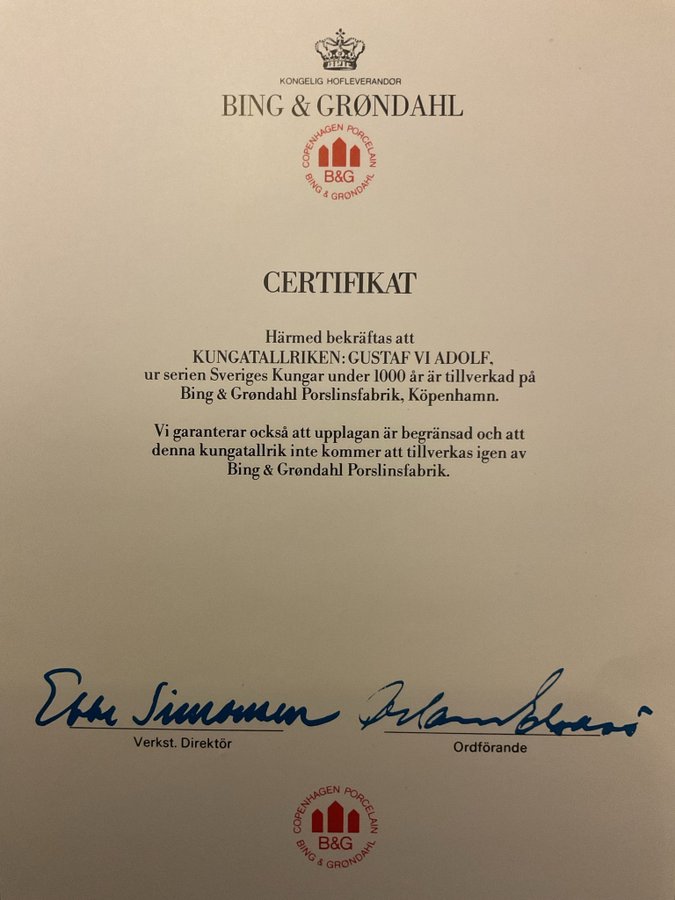 KONGELIG HOFLEVERANDØR
BING & GRØNDAHL
COPENHAGEN PORCELAIN
B&G
BING & GRØNDAHL
CERTIFIKAT
Härmed bekräftas att
KUNGATALLRIKEN: GUSTAF VI ADOLF,
ur serien Sveriges Kungar under 1000 år är tillverkad på
Bing & Grøndahl Porslinsfabrik, Köpenhamn.
Vi garanterar också att upplagan är begränsad och att
denna kungatallrik inte kommer att tillverkas igen av
Bing & Grøndahl Porslinsfabrik.
Ebbe Simonsen
Verkst. Direktör
Ordförande
COPENHAGEN PORCELAIN
B&G
BING & GRØNDAHL